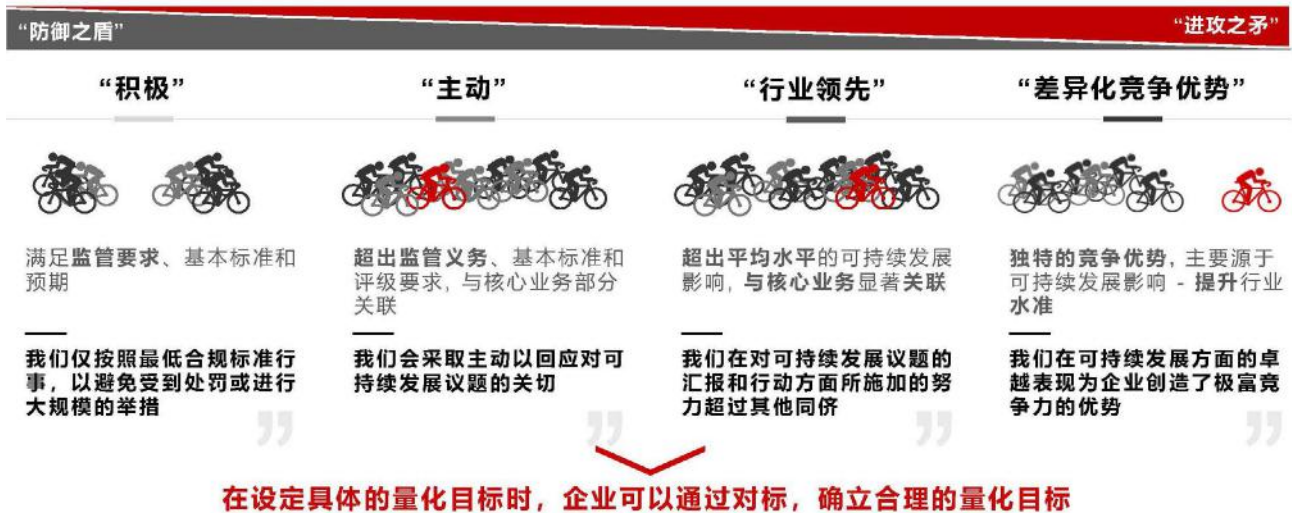 “防御之盾”
“进攻之矛”
“积极”
“主动”
“行业领先”
“差异化竞争优势”
满足监管要求、基本标准和
预期
超出监管义务、基本标准和
评级要求, 与核心业务部分
关联
超出平均水平的可持续发展
影响, 与核心业务显著关联
独特的竞争优势, 主要源于
可持续发展影响 - 提升行业
水准
我们仅按照最低合规标准行
事，以避免受到处罚或进行
大规模的举措
我们会采取主动以回应对可
持续发展议题的关切
我们在对可持续发展议题的
汇报和行动方面所施加的努
力超过其他同侪
我们在可持续发展方面的卓
越表现为企业创造了极富竞
争力的优势
在设定具体的量化目标时，企业可以通过对标，确立合理的量化目标